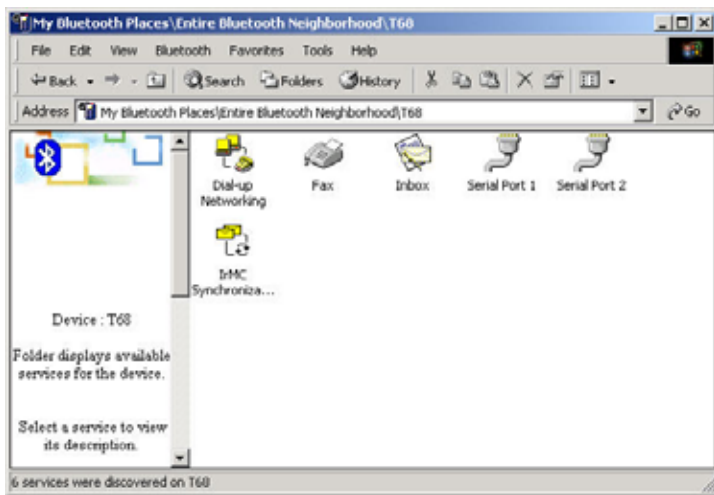 My Bluetooth Places\Entire Bluetooth Neighborhood\T68
File Edit View Bluetooth Favorites Tools Help
Back Search Folders History
Address My Bluetooth Places\Entire Bluetooth Neighborhood\T68 Go
Dial-up
Networking
Fax
Inbox
Serial Port 1
Serial Port 2
IrMC
Synchroniza...
Device : T68
Folder displays available
services for the device.
Select a service to view
its description.
6 services were discovered on T68